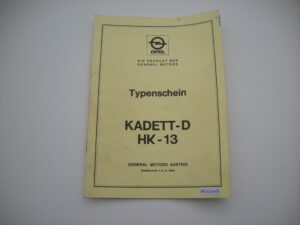 OPEL
EIN PRODUKT DER
GENERAL MOTORS
Typenschein
KADETT-D
HK-13
GENERAL MOTORS AUSTRIA